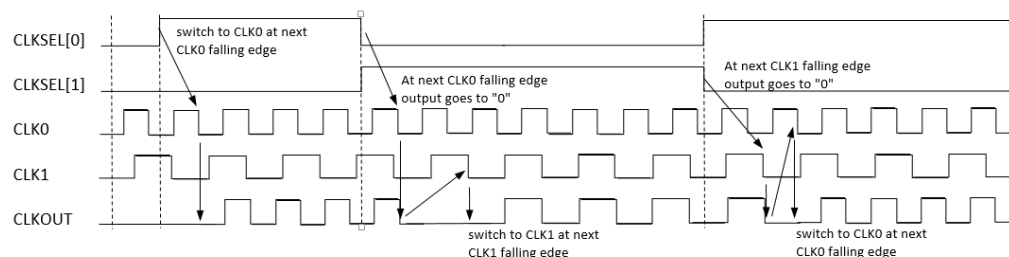 CLKSEL[0]
switch to CLK0 at next
CLK0 falling edge
CLKSEL[1]
At next CLK0 falling edge
output goes to "0"
At next CLK1 falling edge
output goes to "0"
CLK0
CLK1
CLKOUT
switch to CLK1 at next
CLK1 falling edge
switch to CLK0 at next
CLK0 falling edge